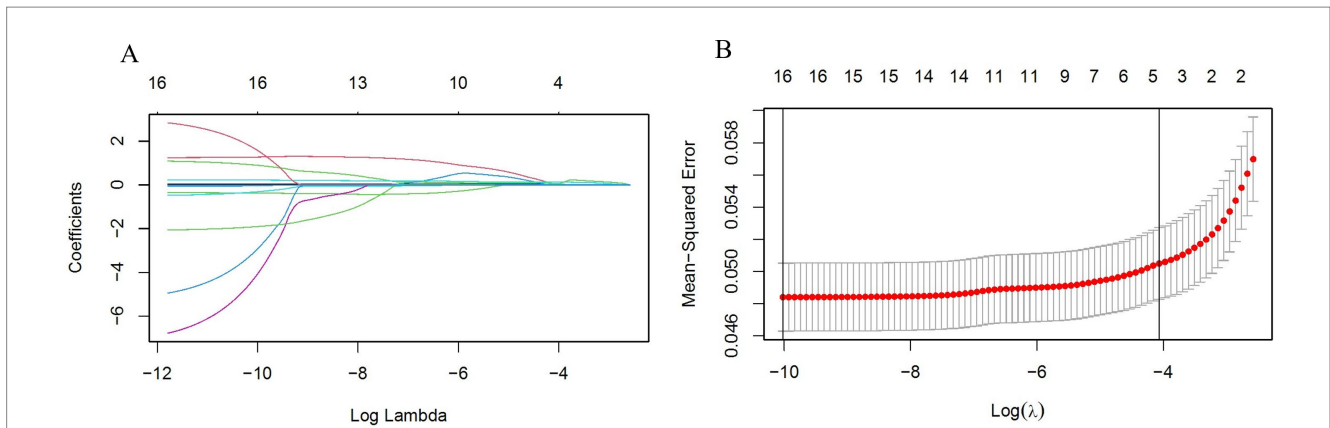 A
16 16 13 10 4
2
0
−2
−4
−6
Coefficients
−12 −10 −8 −6 −4
Log Lambda
B
16 16 15 15 14 14 11 11 9 7 6 5 3 2 2
0.058
0.054
0.050
0.046
Mean−Squared Error
−10 −8 −6 −4
Log(λ)